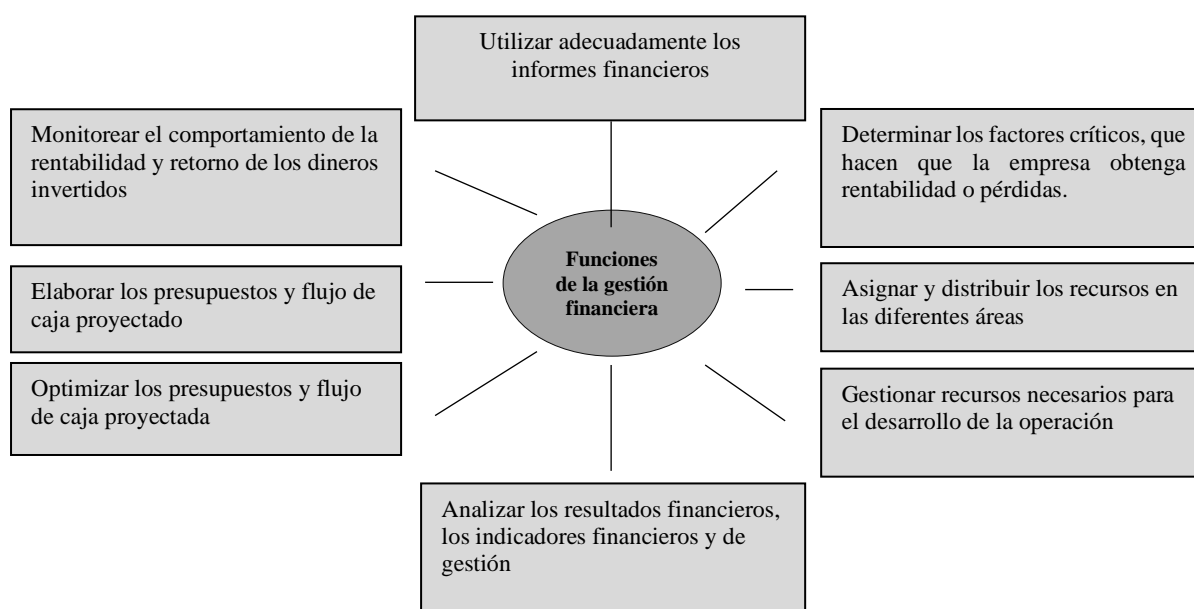 Utilizar adecuadamente los
informes financieros
Monitorear el comportamiento de la
rentabilidad y retorno de los dineros
invertidos
Determinar los factores críticos, que
hacen que la empresa obtenga
rentabilidad o pérdidas.
Funciones
de la gestión
financiera
Elaborar los presupuestos y flujo de
caja proyectado
Asignar y distribuir los recursos en
las diferentes áreas
Optimizar los presupuestos y flujo
de caja proyectada
Gestionar recursos necesarios para
el desarrollo de la operación
Analizar los resultados financieros,
los indicadores financieros y de
gestión